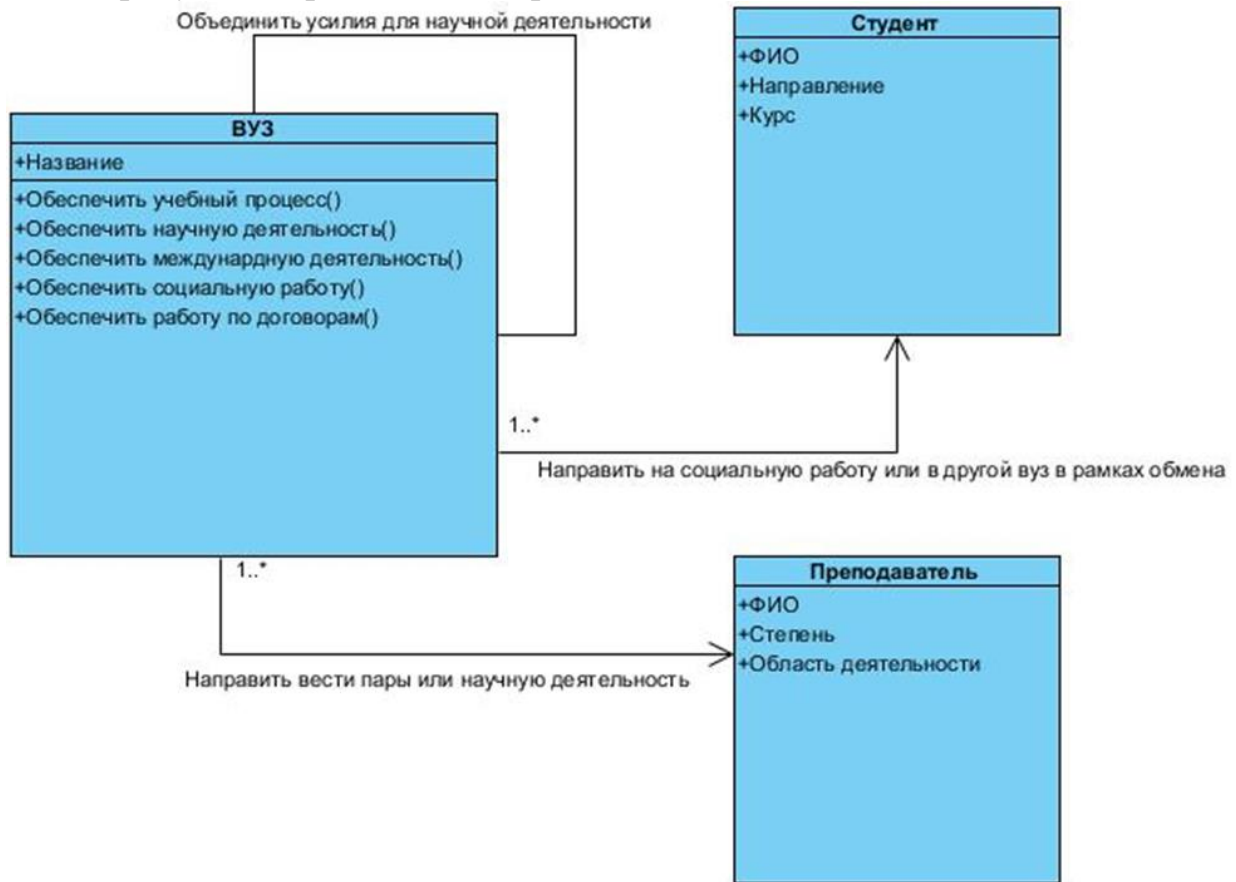 Объединить усилия для научной деятельности
ВУЗ
+Название
+Обеспечить учебный процесс()
+Обеспечить научную деятельность()
+Обеспечить междунардную деятельность()
+Обеспечить социальную работу()
+Обеспечить работу по договорам()
Студент
+ФИО
+Направление
+Курс
1..*
Направить на социальную работу или в другой вуз в рамках обмена
1..*
Направить вести пары или научную деятельность
Преподаватель
+ФИО
+Степень
+Область деятельности